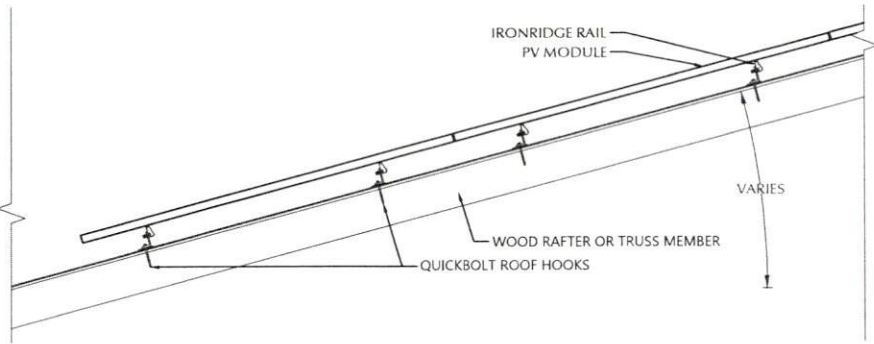 IRONRIDGE RAIL
PV MODULE
VARIES
WOOD RAFTER OR TRUSS MEMBER
QUICKBOLT ROOF HOOKS